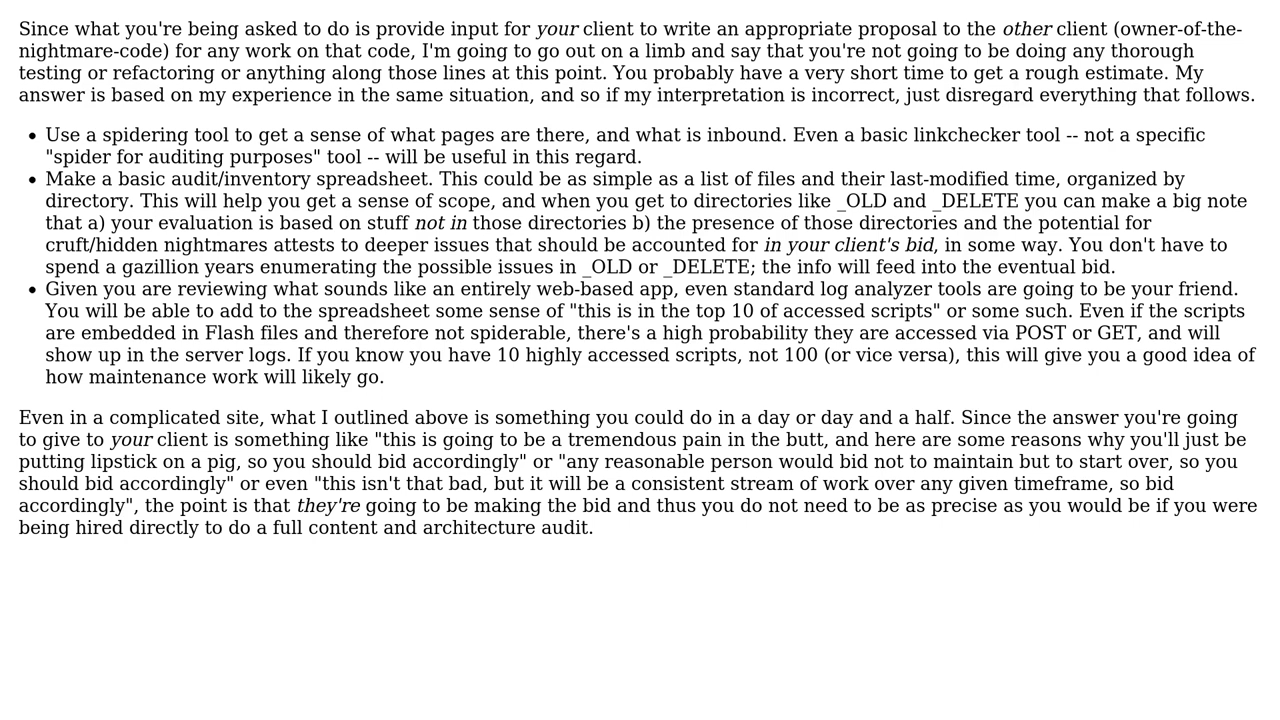 Since what you're being asked to do is provide input for your client to write an appropriate proposal to the other client (owner-of-the-
nightmare-code) for any work on that code, I'm going to go out on a limb and say that you're not going to be doing any thorough
testing or refactoring or anything along those lines at this point. You probably have a very short time to get a rough estimate. My
answer is based on my experience in the same situation, and so if my interpretation is incorrect, just disregard everything that follows.
• Use a spidering tool to get a sense of what pages are there, and what is inbound. Even a basic linkchecker tool -- not a specific
"spider for auditing purposes" tool -- will be useful in this regard.
• Make a basic audit/inventory spreadsheet. This could be as simple as a list of files and their last-modified time, organized by
directory. This will help you get a sense of scope, and when you get to directories like _OLD and _DELETE you can make a big note
that a) your evaluation is based on stuff not in those directories b) the presence of those directories and the potential for
cruft/hidden nightmares attests to deeper issues that should be accounted for in your client's bid, in some way. You don't have to
spend a gazillion years enumerating the possible issues in _OLD or _DELETE; the info will feed into the eventual bid.
• Given you are reviewing what sounds like an entirely web-based app, even standard log analyzer tools are going to be your friend.
You will be able to add to the spreadsheet some sense of "this is in the top 10 of accessed scripts" or some such. Even if the scripts
are embedded in Flash files and therefore not spiderable, there's a high probability they are accessed via POST or GET, and will
show up in the server logs. If you know you have 10 highly accessed scripts, not 100 (or vice versa), this will give you a good idea of
how maintenance work will likely go.
Even in a complicated site, what I outlined above is something you could do in a day or day and a half. Since the answer you're going
to give to your client is something like "this is going to be a tremendous pain in the butt, and here are some reasons why you'll just be
putting lipstick on a pig, so you should bid accordingly" or "any reasonable person would bid not to maintain but to start over, so you
should bid accordingly" or even "this isn't that bad, but it will be a consistent stream of work over any given timeframe, so bid
accordingly", the point is that they're going to be making the bid and thus you do not need to be as precise as you would be if you were
being hired directly to do a full content and architecture audit.